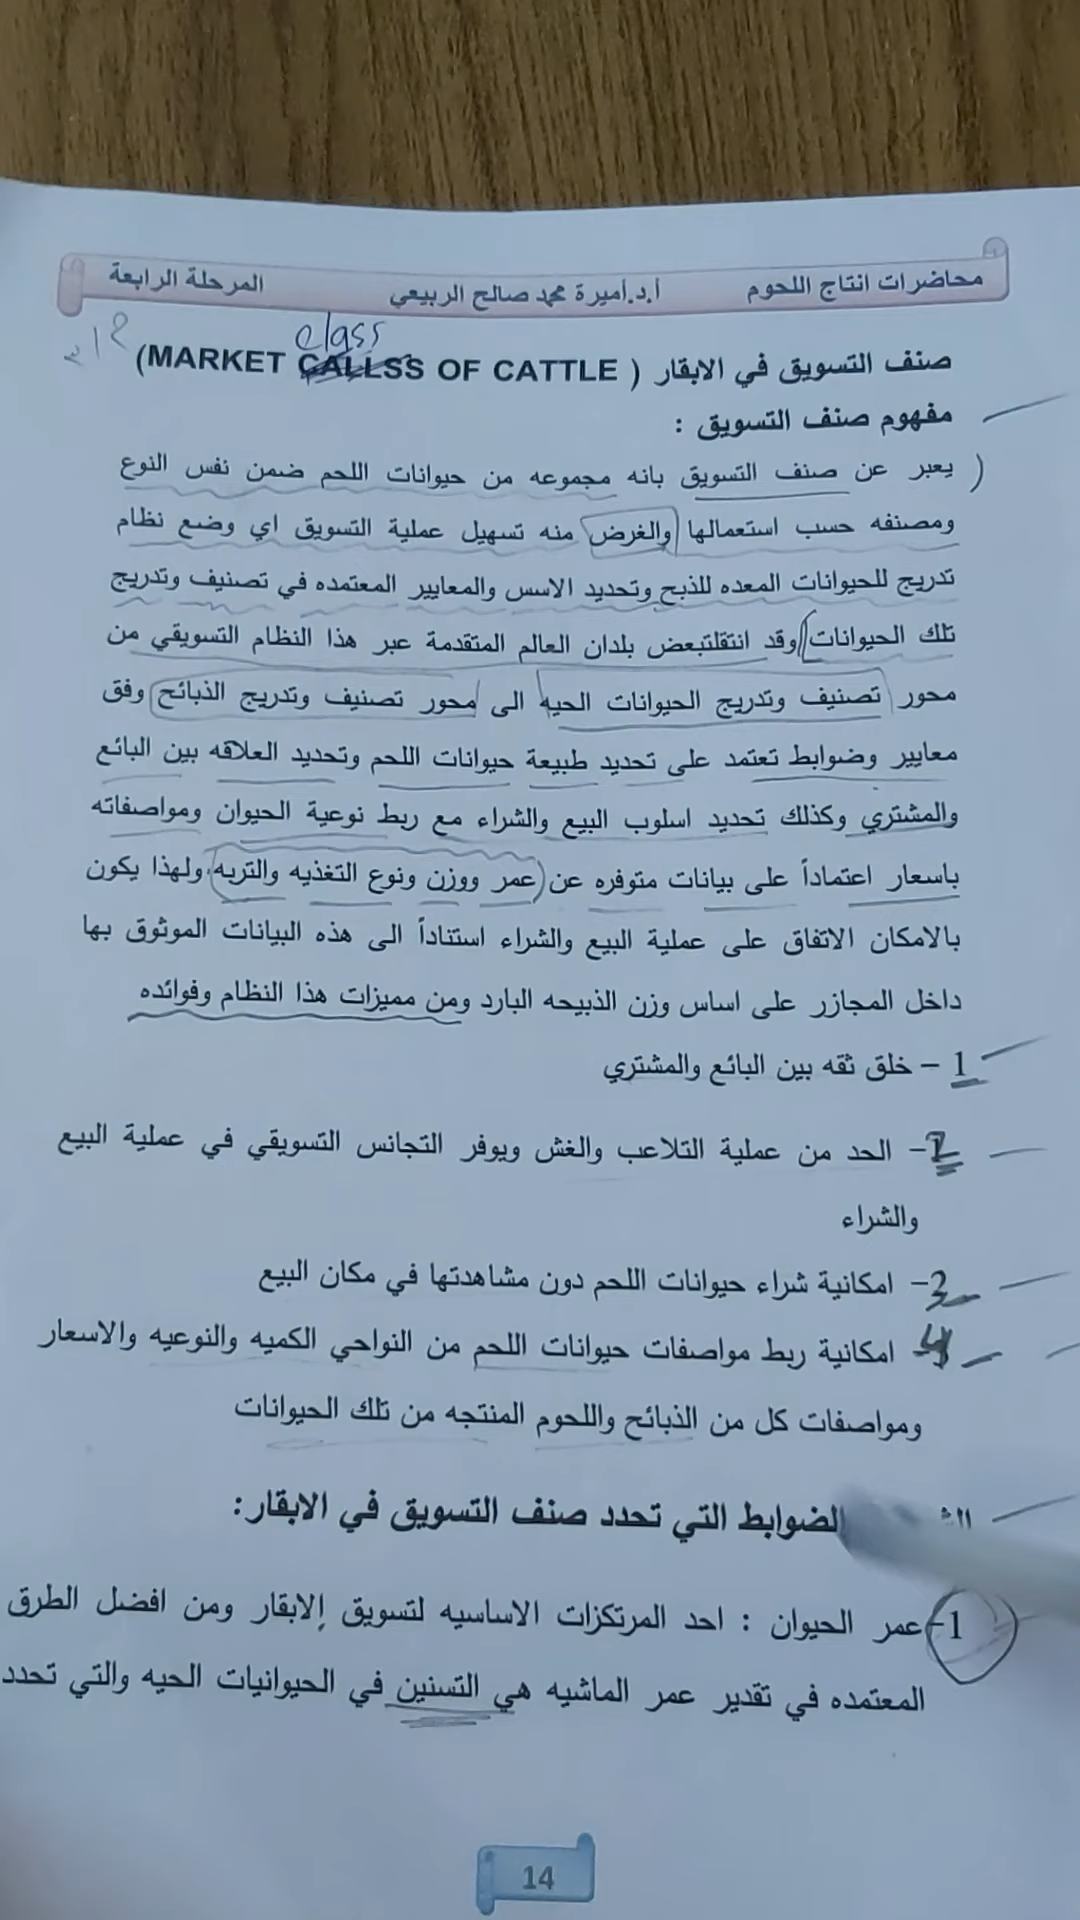 محاضرات انتاج اللحوم أ.د.أميرة محمد صالح الربيعي المرحلة الرابعة
class
صنف التسويق في الابقار ( MARKET CALLSS OF CATTLE)
مفهوم صنف التسويق :
يعبر عن صنف التسويق بانه مجموعه من حيوانات اللحم ضمن نفس النوع
ومصنفه حسب استعمالها والغرض منه تسهيل عملية التسويق اي وضع نظام
تدريج للحيوانات المعده للذبح وتحديد الاسس والمعايير المعتمده في تصنيف وتدريج
تلك الحيوانات وقد انتقلتبعض بلدان العالم المتقدمة عبر هذا النظام التسويقي من
محور تصنيف وتدريج الحيوانات الحيه الى محور تصنيف وتدريج الذبائح وفق
معايير وضوابط تعتمد على تحديد طبيعة حيوانات اللحم وتحديد العلاقه بين البائع
والمشتري وكذلك تحديد اسلوب البيع والشراء مع ربط نوعية الحيوان ومواصفاته
باسعار اعتماداً على بيانات متوفره عن عمر ووزن ونوع التغذيه والتربه. ولهذا يكون
بالامكان الاتفاق على عملية البيع والشراء استناداً الى هذه البيانات الموثوق بها
داخل المجازر على اساس وزن الذبيحه البارد ومن مميزات هذا النظام وفوائده
1 – خلق ثقه بين البائع والمشتري
2- الحد من عملية التلاعب والغش ويوفر التجانس التسويقي في عملية البيع
والشراء
3- امكانية شراء حيوانات اللحم دون مشاهدتها في مكان البيع
4- امكانية ربط مواصفات حيوانات اللحم من النواحي الكميه والنوعيه والاسعار
ومواصفات كل من الذبائح واللحوم المنتجه من تلك الحيوانات
الضوابط التي تحدد صنف التسويق في الابقار:
1- عمر الحيوان : احد المرتكزات الاساسيه لتسويق الابقار ومن افضل الطرق
المعتمده في تقدير عمر الماشيه هي التسنين في الحيوانيات الحيه والتي تحدد
14